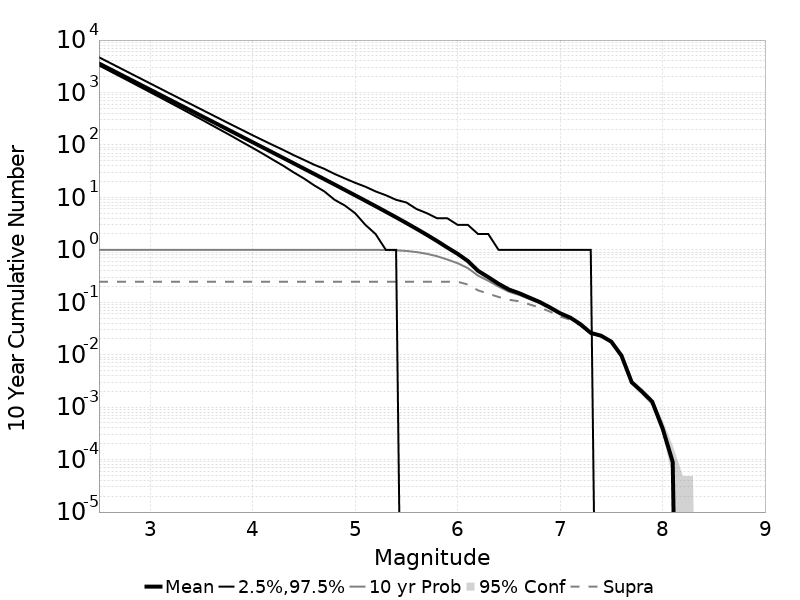 10^4
10^3
10^2
10^1
10^0
10^-1
10^-2
10^-3
10^-4
10^-5
10 Year Cumulative Number
3 4 5 6 7 8 9
Magnitude
Mean 2.5%,97.5% 10 yr Prob 95% Conf Supra